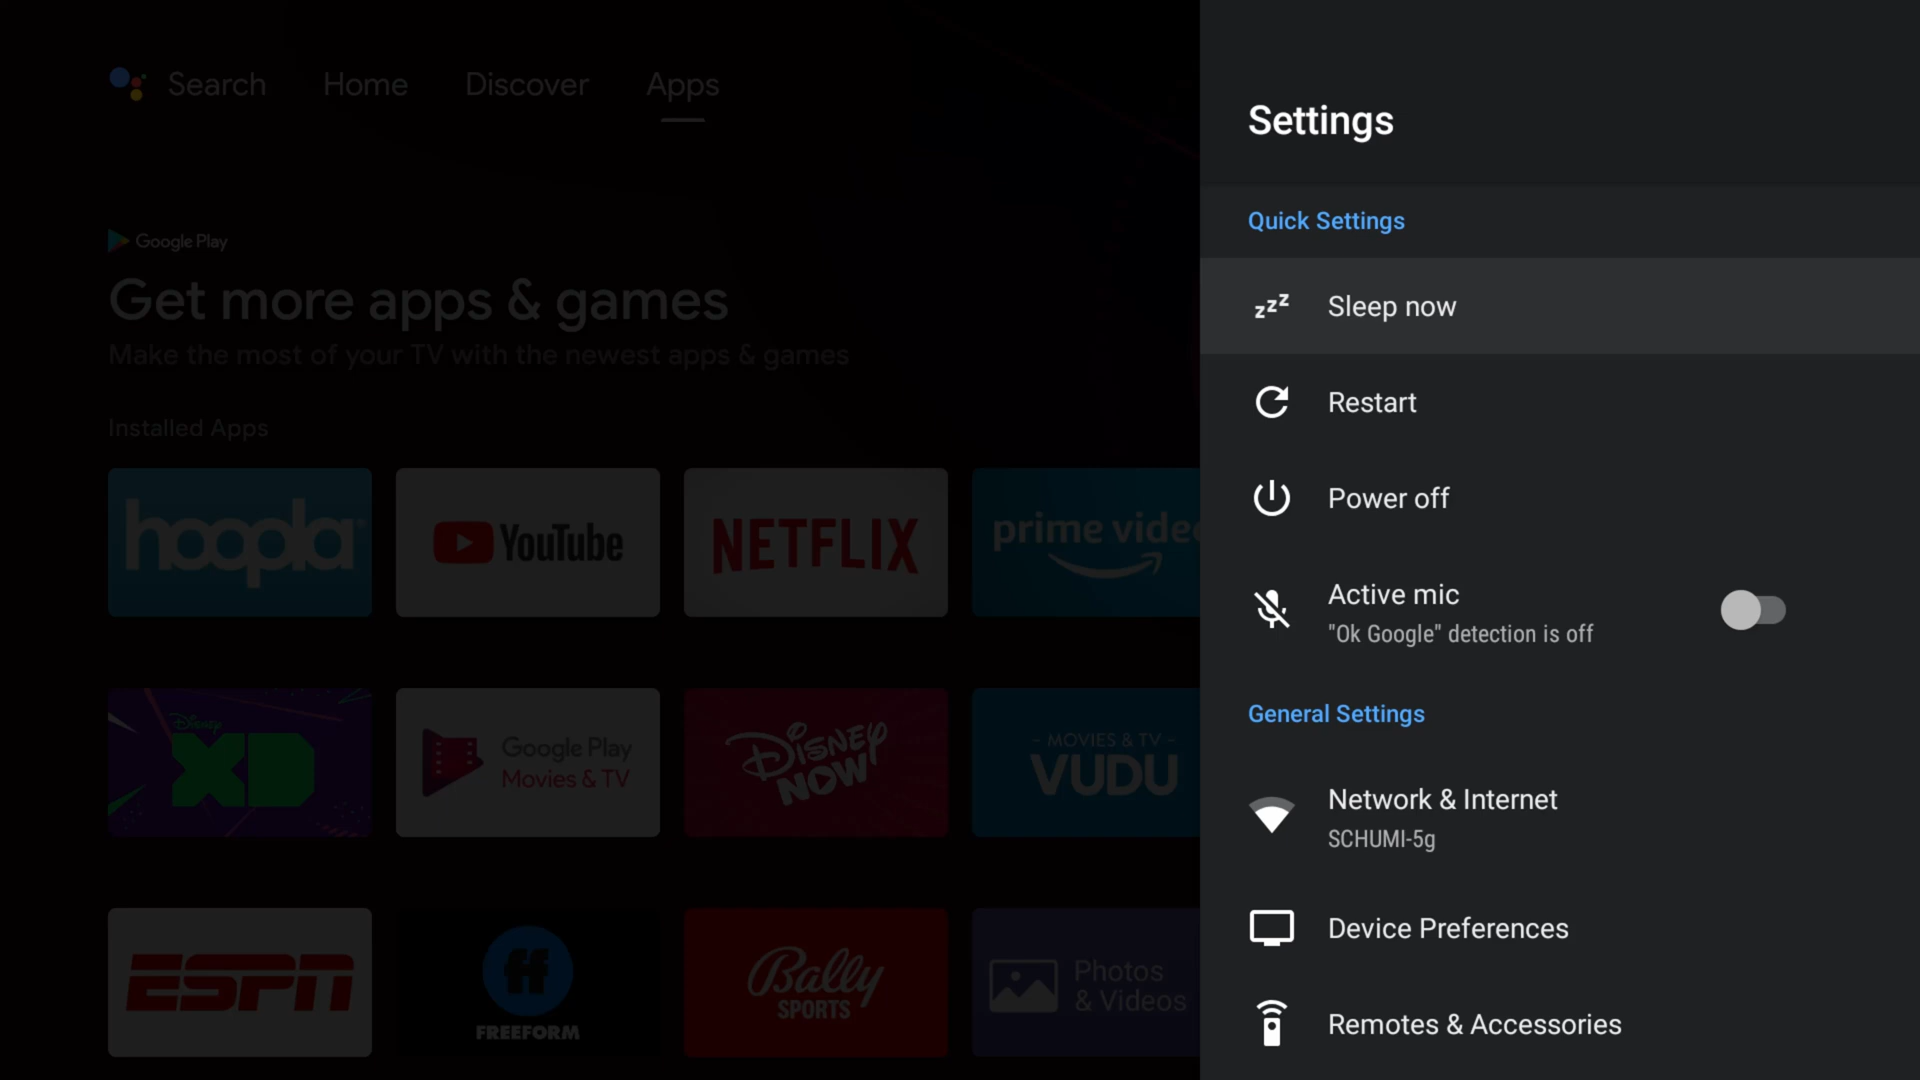 Search Home Discover Apps
Google Play
Get more apps & games
Make the most of your TV with the newest apps & games
Installed Apps
hoopla
YouTube
NETFLIX
prime video
Disney XD
Google Play
Movies & TV
Disney
NOW
- MOVIES & TV -
VUDU
ESPN
ff
FREEFORM
Bally
SPORTS
Photos
& Videos
Settings
Quick Settings
zzz Sleep now
Restart
Power off
Active mic
"Ok Google" detection is off
General Settings
Network & Internet
SCHUMI-5g
Device Preferences
Remotes & Accessories